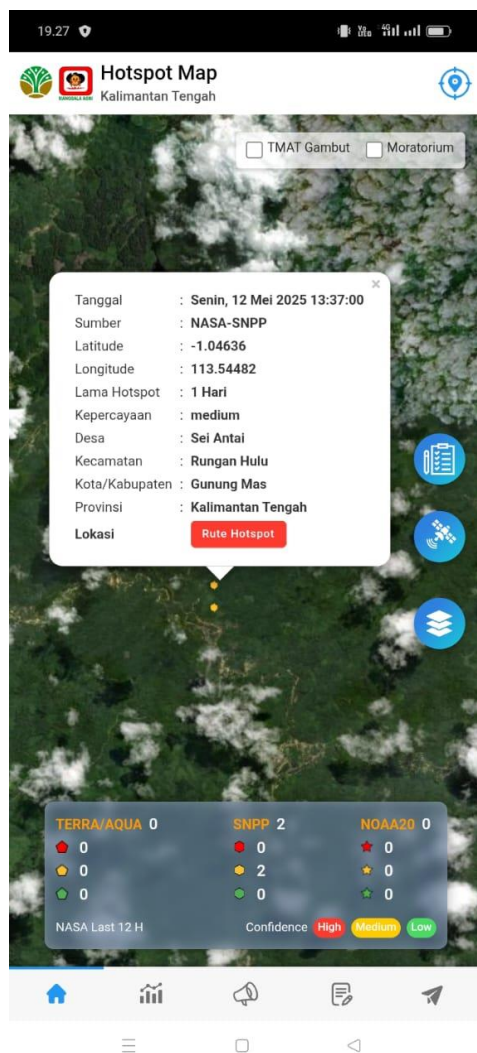 19.27
4G
Hotspot Map
Kalimantan Tengah
TMAT Gambut Moratorium
×
Tanggal : Senin, 12 Mei 2025 13:37:00
Sumber : NASA-SNPP
Latitude : -1.04636
Longitude : 113.54482
Lama Hotspot : 1 Hari
Kepercayaan : medium
Desa : Sei Antai
Kecamatan : Rungan Hulu
Kota/Kabupaten : Gunung Mas
Provinsi : Kalimantan Tengah
Lokasi Rute Hotspot
TERRA/AQUA 0 SNPP 2 NOAA20 0
0 0 0
0 2 0
0 0 0
NASA Last 12 H Confidence High Medium Low